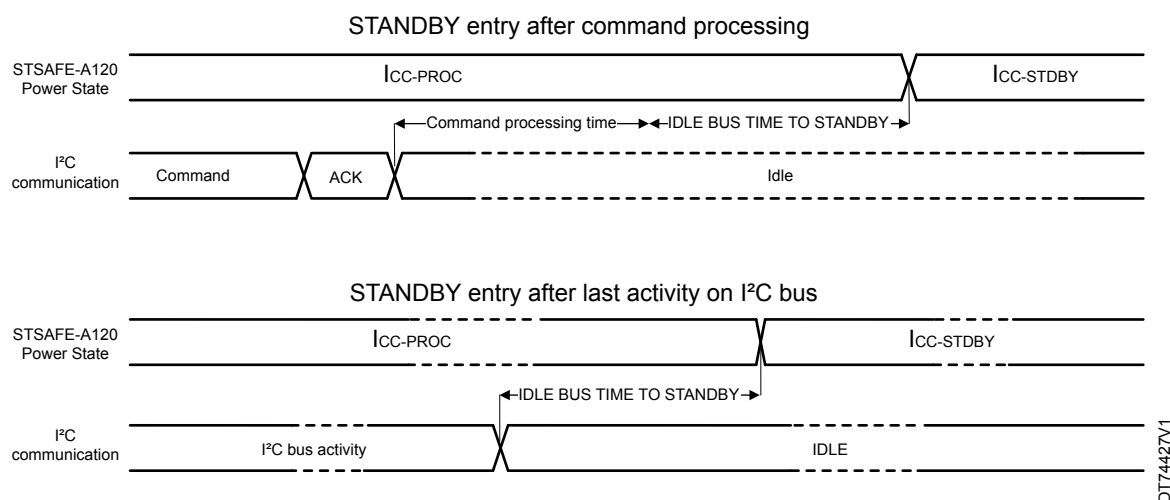 STANDBY entry after command processing
STSAFE-A120
Power State
ICC-PROC
ICC-STDBY
Command processing time
IDLE BUS TIME TO STANDBY
I²C
communication
Command
ACK
Idle
STANDBY entry after last activity on I²C bus
STSAFE-A120
Power State
ICC-PROC
ICC-STDBY
IDLE BUS TIME TO STANDBY
I²C
communication
I²C bus activity
IDLE
DT74427V1